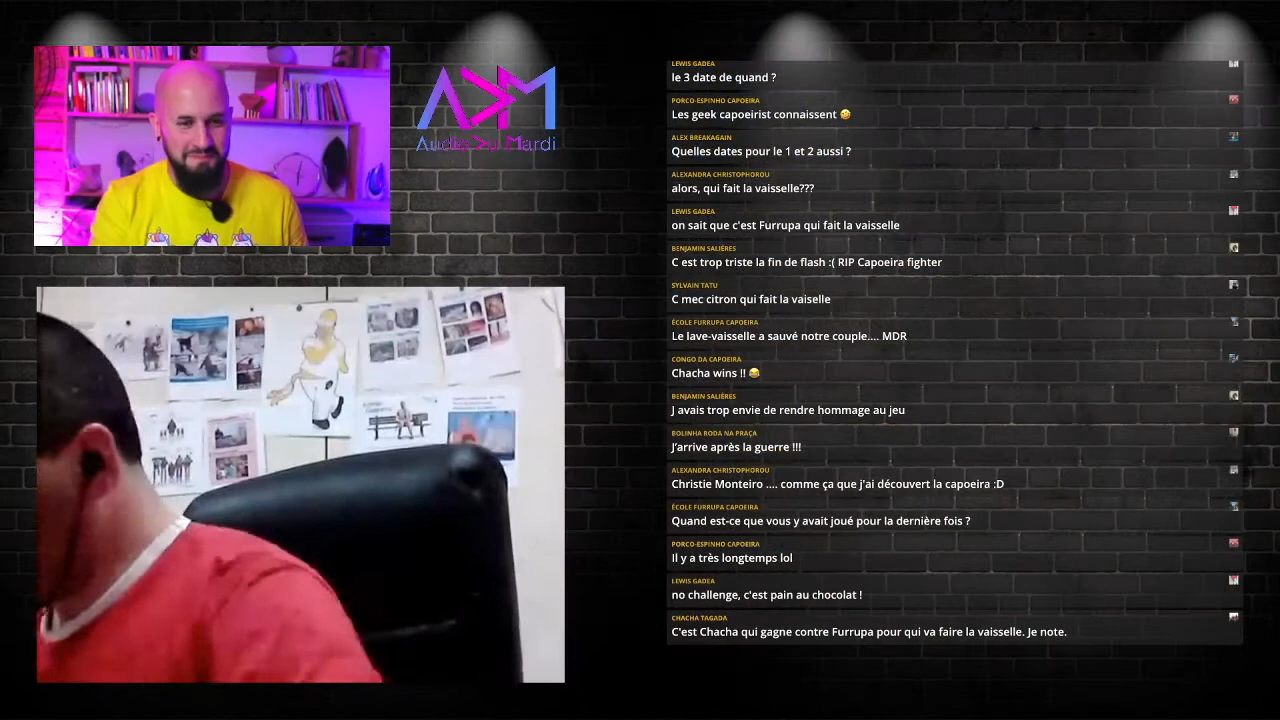 Audio Du Mardi
LEWIS GADEA
le 3 date de quand ?
PORCO-ESPINHO CAPOEIRA
Les geek capoeirist connaissent 🤣
ALEX BREAKAGAIN
Quelles dates pour le 1 et 2 aussi ?
ALEXANDRA CHRISTOPHOROU
alors, qui fait la vaisselle???
LEWIS GADEA
on sait que c'est Furrupa qui fait la vaisselle
BENJAMIN SALIÈRES
C est trop triste la fin de flash :( RIP Capoeira fighter
SYLVAIN TATU
C mec citron qui fait la vaiselle
ÉCOLE FURRUPA CAPOEIRA
Le lave-vaisselle a sauvé notre couple.... MDR
CONGO DA CAPOEIRA
Chacha wins !! 😂
BENJAMIN SALIÈRES
J avais trop envie de rendre hommage au jeu
BOLINHA RODA NA PRAÇA
J'arrive après la guerre !!!
ALEXANDRA CHRISTOPHOROU
Christie Monteiro .... comme ça que j'ai découvert la capoeira :D
ÉCOLE FURRUPA CAPOEIRA
Quand est-ce que vous y avait joué pour la dernière fois ?
PORCO-ESPINHO CAPOEIRA
Il y a très longtemps lol
LEWIS GADEA
no challenge, c'est pain au chocolat !
CHACHA TAGADA
C'est Chacha qui gagne contre Furrupa pour qui va faire la vaisselle. Je note.